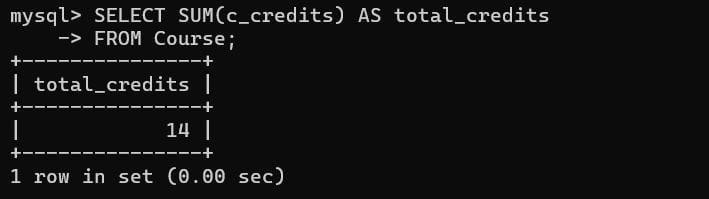 mysql> SELECT SUM(c_credits) AS total_credits
    -> FROM Course;
+---------------+
| total_credits |
+---------------+
|            14 |
+---------------+
1 row in set (0.00 sec)